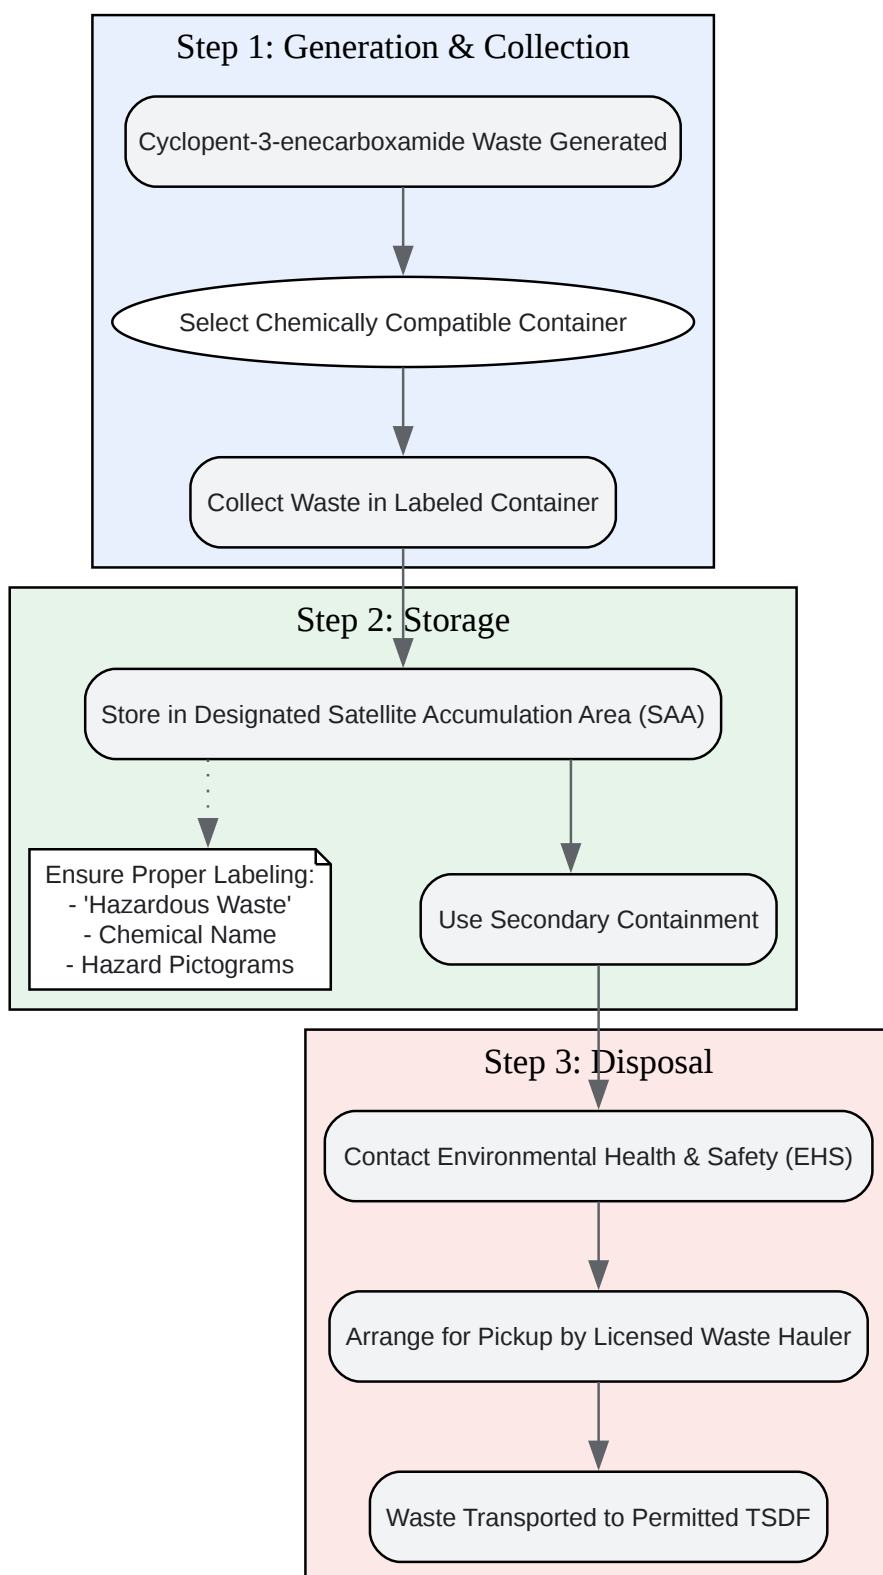 Step 1: Generation & Collection
Cyclopent-3-enecarboxamide Waste Generated
Select Chemically Compatible Container
Collect Waste in Labeled Container
Step 2: Storage
Store in Designated Satellite Accumulation Area (SAA)
Ensure Proper Labeling:
- 'Hazardous Waste'
- Chemical Name
- Hazard Pictograms
Use Secondary Containment
Step 3: Disposal
Contact Environmental Health & Safety (EHS)
Arrange for Pickup by Licensed Waste Hauler
Waste Transported to Permitted TSDF